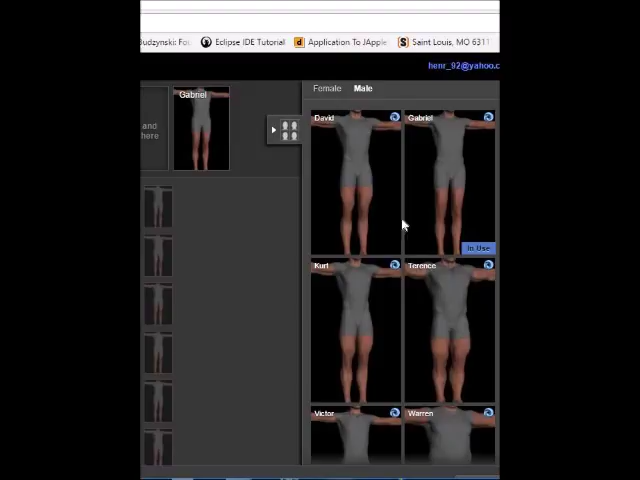 Budzynski: Fou Eclipse IDE Tutorial Application To JApple Saint Louis, MO 6311
henr_92@yahoo.c
Female Male
Gabriel
and
here
David Gabriel
In Use
Kurt Terence
Victor Warren